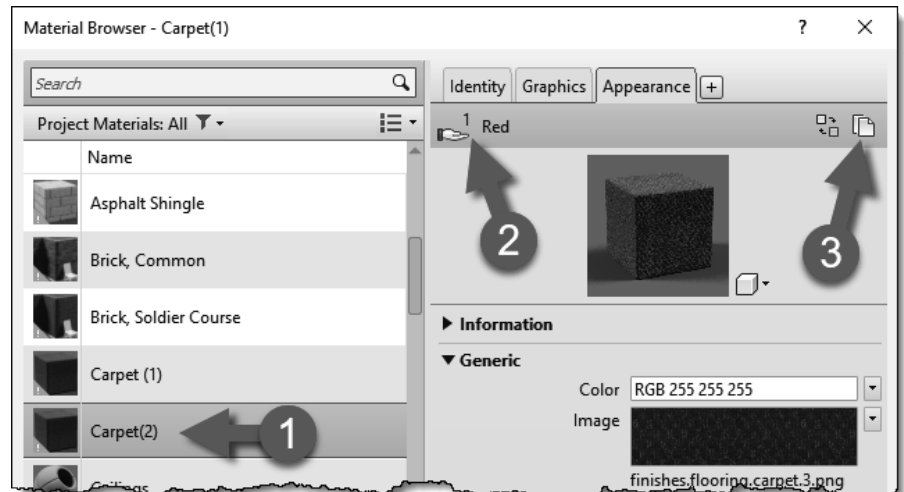 Material Browser - Carpet(1)
?
Search
Project Materials: All
Name
Asphalt Shingle
Brick, Common
Brick, Soldier Course
Carpet (1)
Carpet(2)
1
Ceilings
Identity
Graphics
Appearance
+
1
Red
2
3
Information
Generic
Color
RGB 255 255 255
Image
finishes.flooring.carpet.3.png